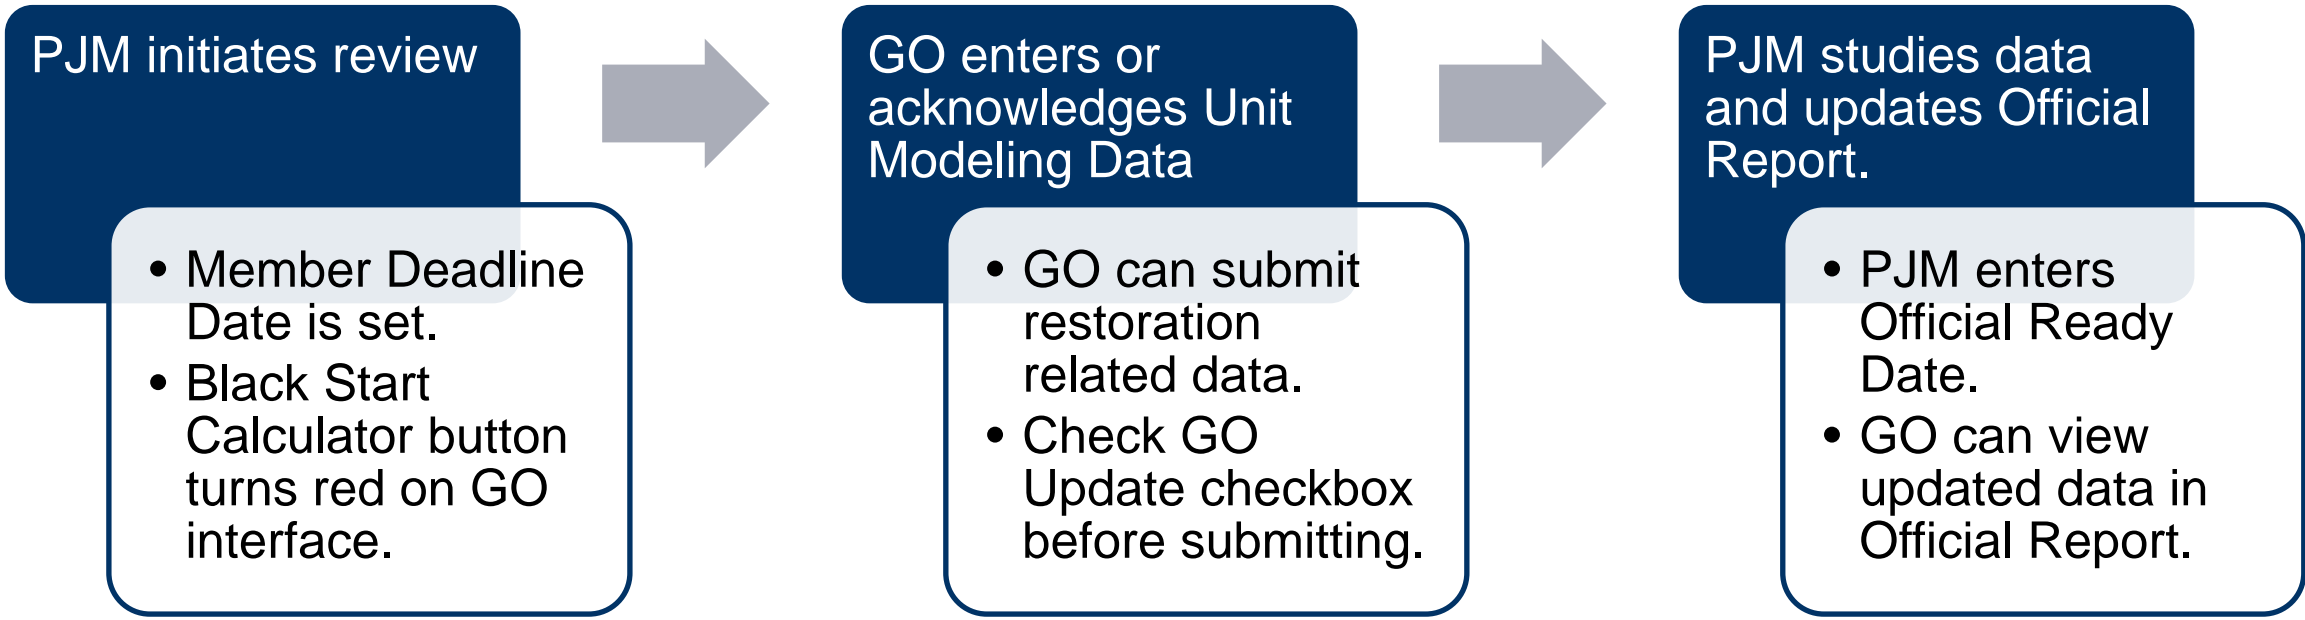 PJM initiates review
• Member Deadline
Date is set.
• Black Start
Calculator button
turns red on GO
interface.
GO enters or
acknowledges Unit
Modeling Data
• GO can submit
restoration
related data.
• Check GO
Update checkbox
before submitting.
PJM studies data
and updates Official
Report.
• PJM enters
Official Ready
Date.
• GO can view
updated data in
Official Report.